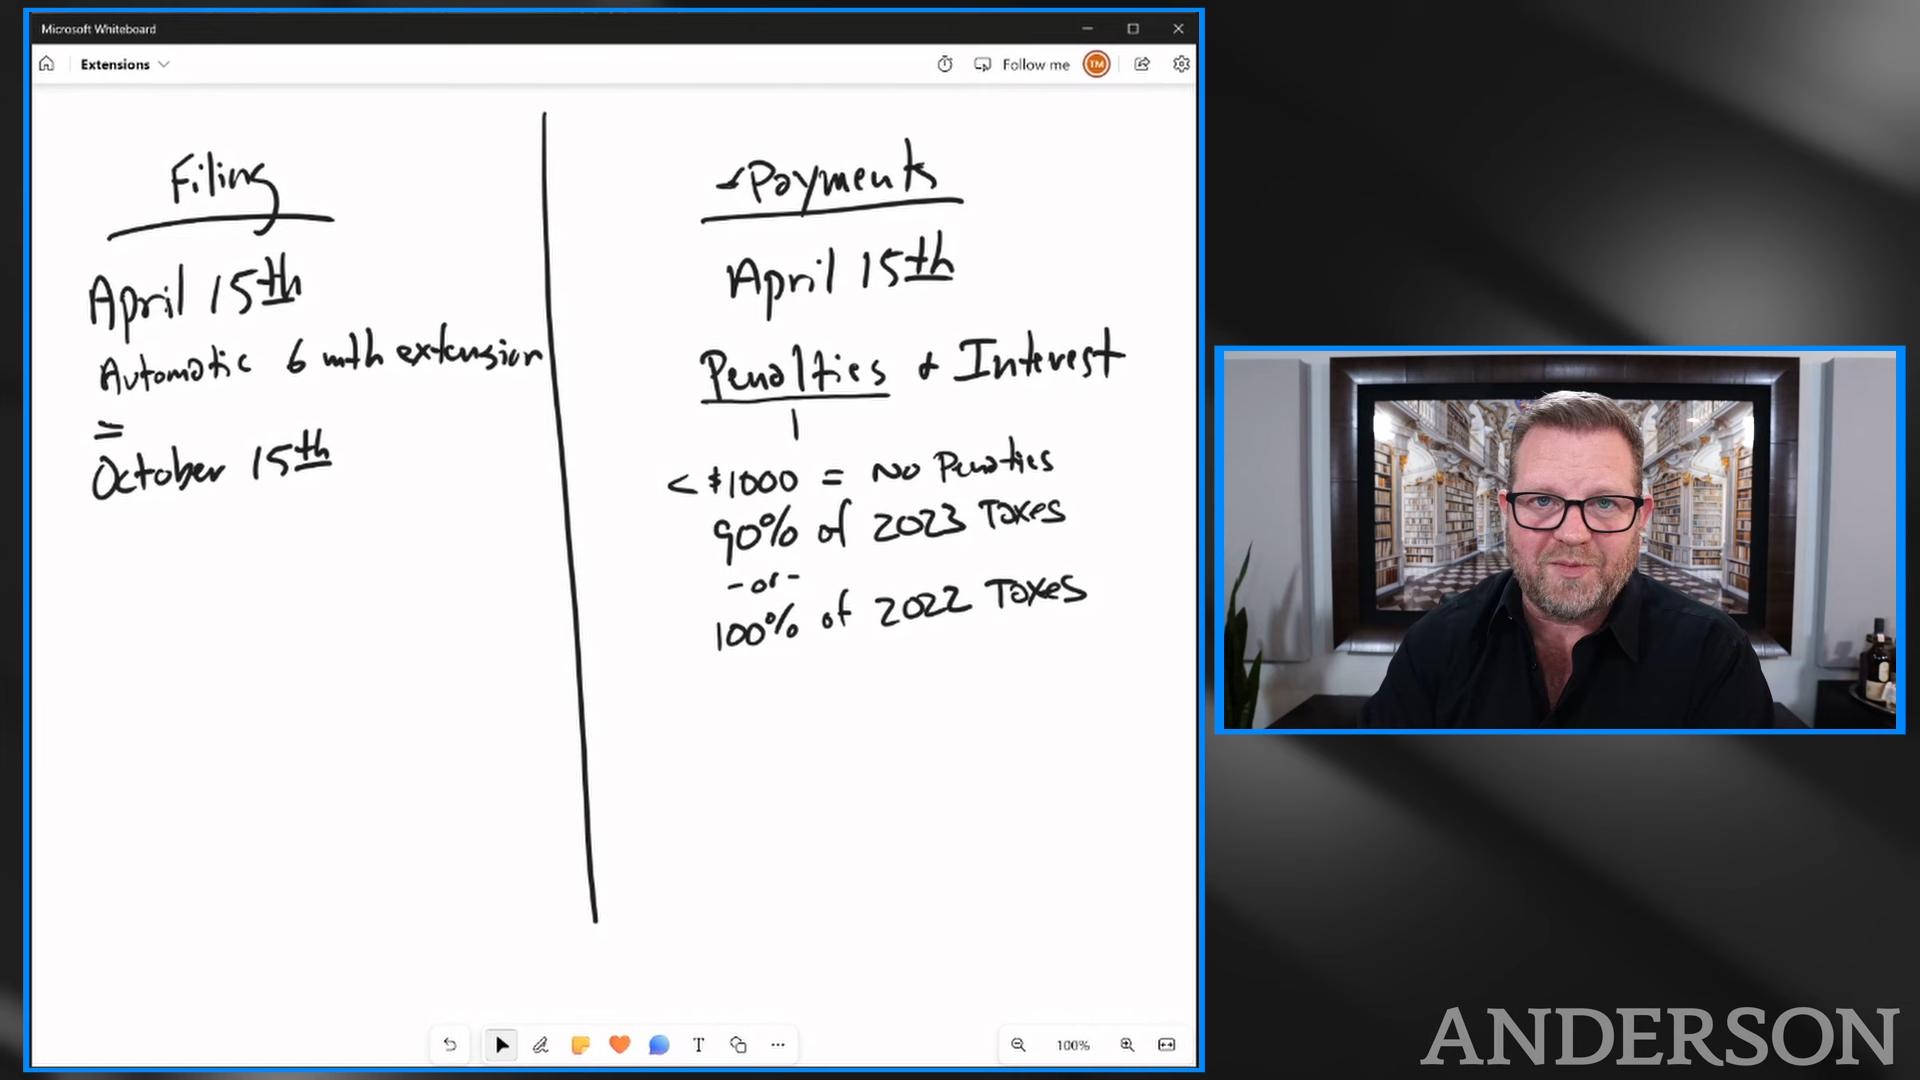 Microsoft Whiteboard
Extensions
Follow me
TM
Filing
April 15th
Automatic 6 mth extension
=
October 15th
Payments
April 15th
Penalties & Interest
< $1000 = No Penalties
90% of 2023 Taxes
- or -
100% of 2022 Taxes
T
100%
ANDERSON